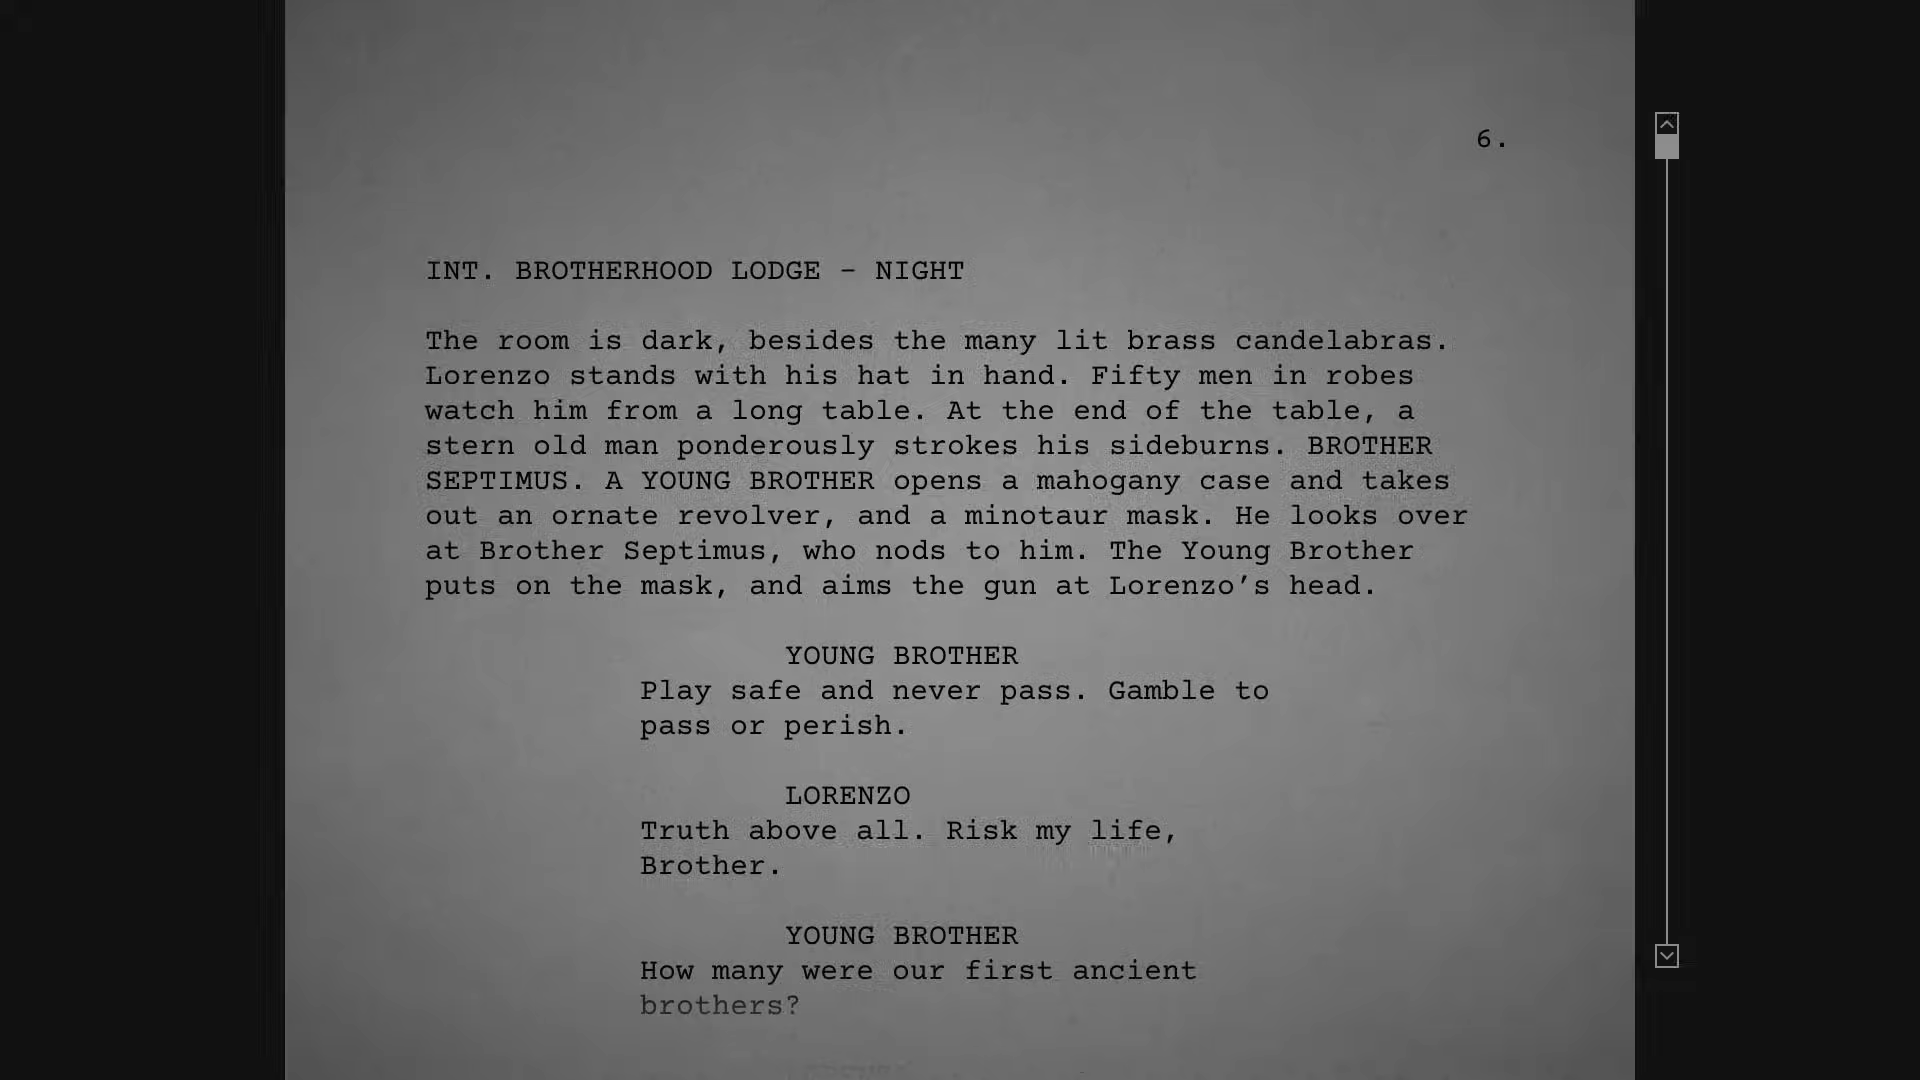 6.
INT. BROTHERHOOD LODGE – NIGHT
The room is dark, besides the many lit brass candelabras.
Lorenzo stands with his hat in hand. Fifty men in robes
watch him from a long table. At the end of the table, a
stern old man ponderously strokes his sideburns. BROTHER
SEPTIMUS. A YOUNG BROTHER opens a mahogany case and takes
out an ornate revolver, and a minotaur mask. He looks over
at Brother Septimus, who nods to him. The Young Brother
puts on the mask, and aims the gun at Lorenzo’s head.
YOUNG BROTHER
Play safe and never pass. Gamble to
pass or perish.
LORENZO
Truth above all. Risk my life,
Brother.
YOUNG BROTHER
How many were our first ancient
brothers?